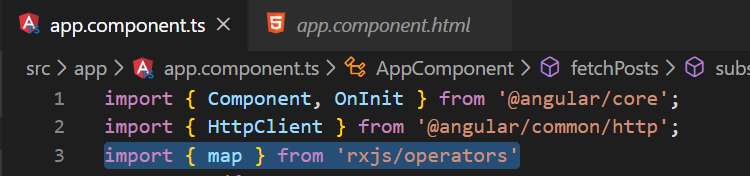 app.component.ts × app.component.html
src > app > app.component.ts > AppComponent > fetchPosts > subs
1 import { Component, OnInit } from '@angular/core';
2 import { HttpClient } from '@angular/common/http';
3 import { map } from 'rxjs/operators'